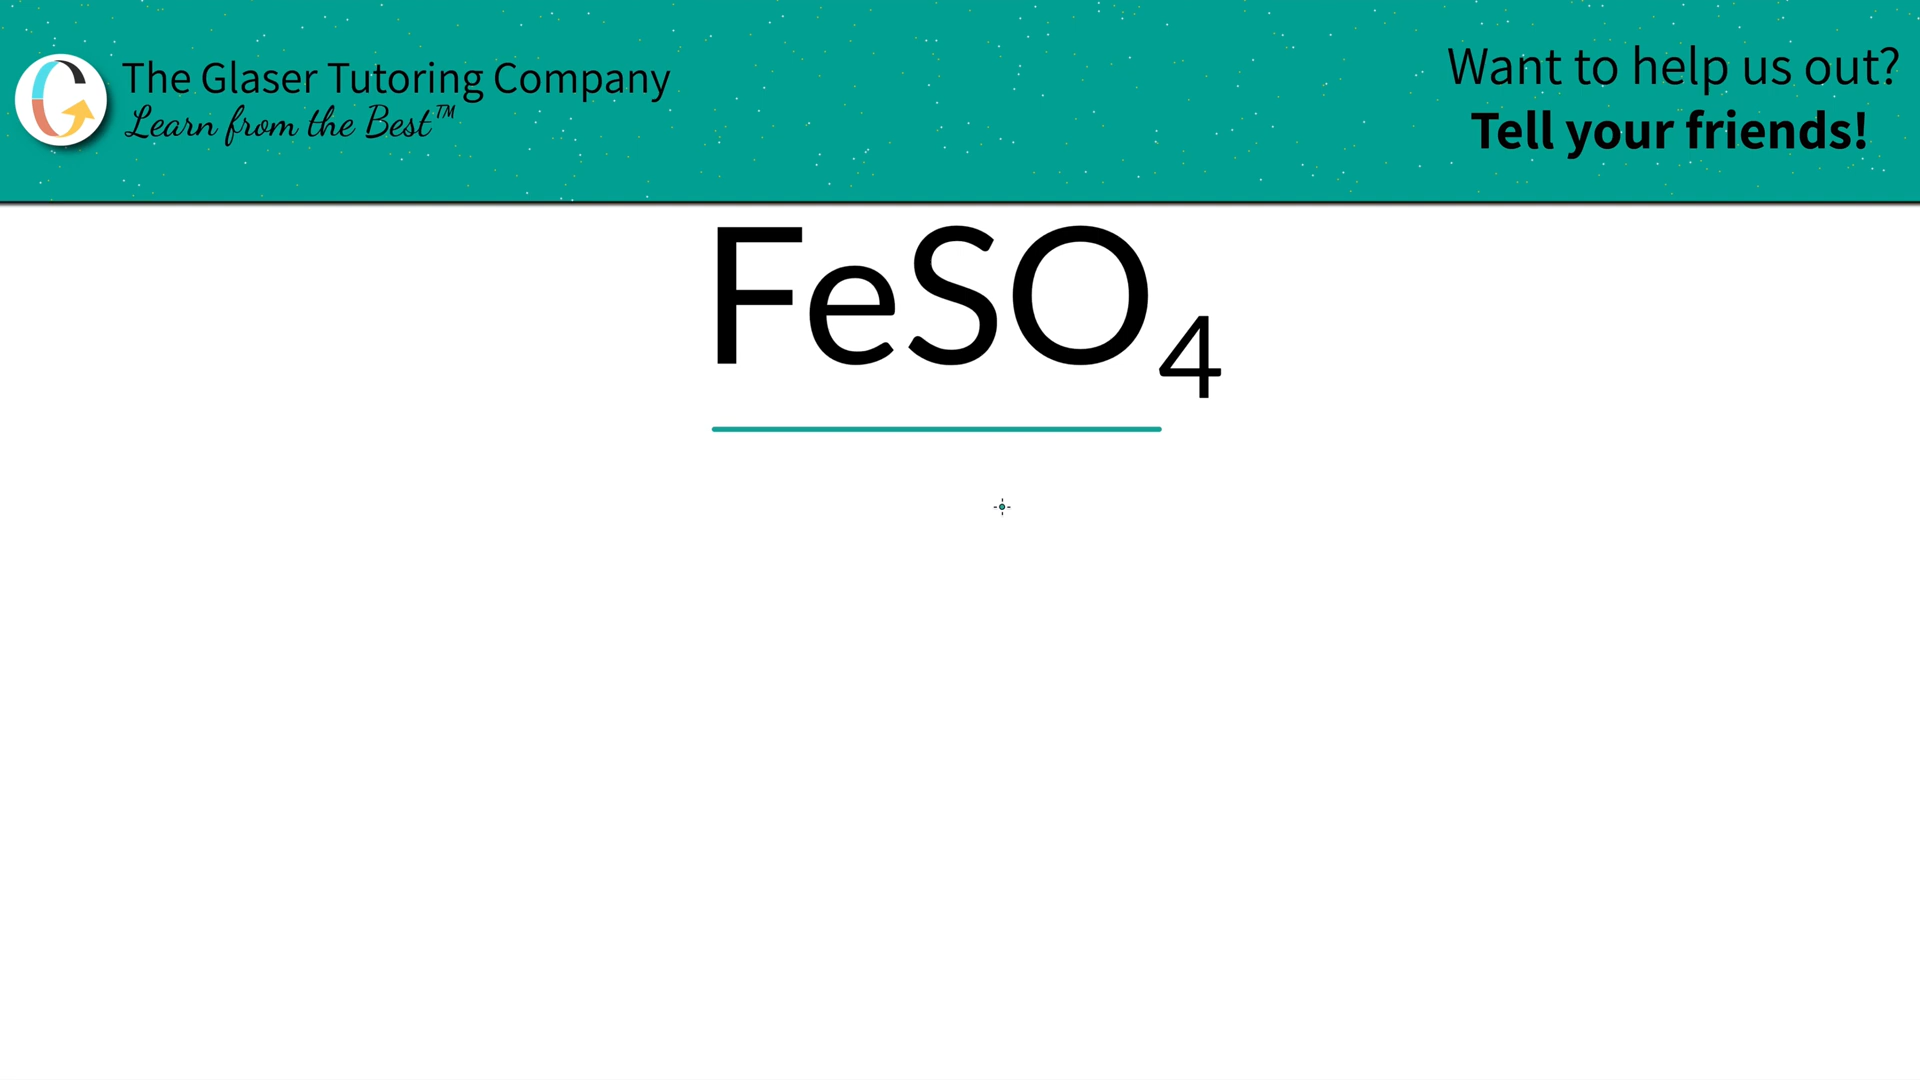 The Glaser Tutoring Company
Learn from the Best™
Want to help us out?
Tell your friends!
FeSO₄